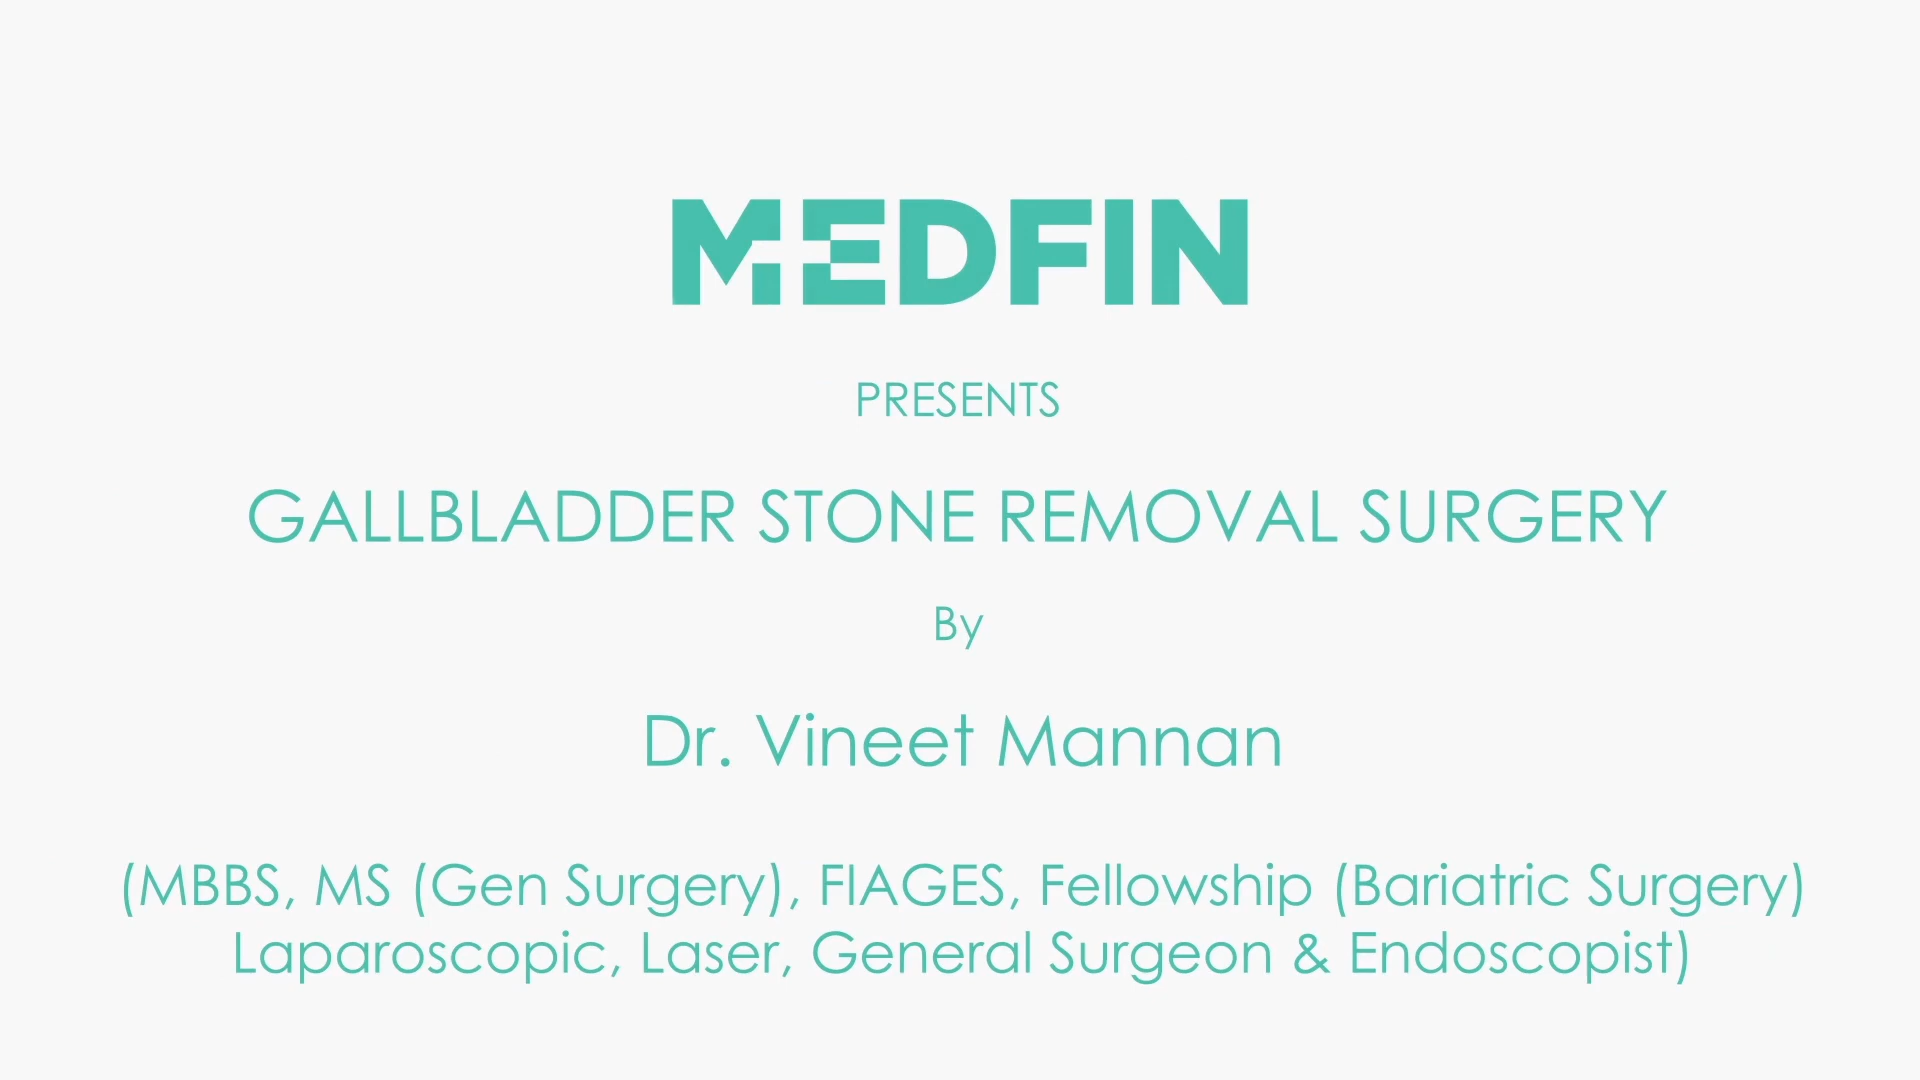 MEDFIN
PRESENTS
GALLBLADDER STONE REMOVAL SURGERY
By
Dr. Vineet Mannan
(MBBS, MS (Gen Surgery), FIAGES, Fellowship (Bariatric Surgery)
Laparoscopic, Laser, General Surgeon & Endoscopist)